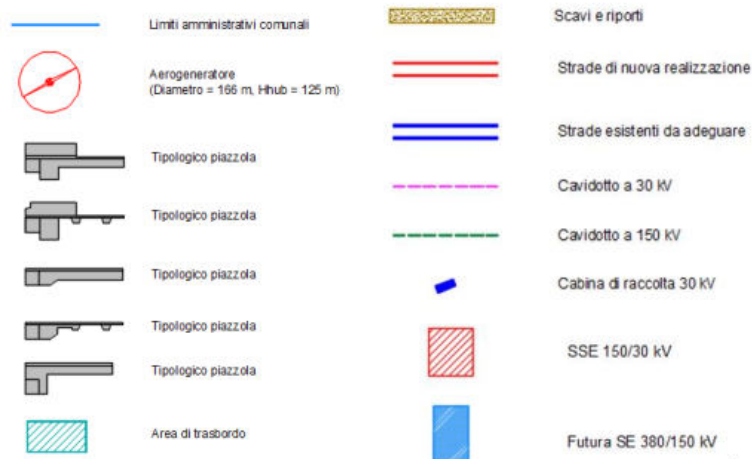 Limiti amministrativi comunali
Aerogeneratore
(Diametro = 166 m, Hhub = 125 m)
Tipologico piazzola
Tipologico piazzola
Tipologico piazzola
Tipologico piazzola
Tipologico piazzola
Area di trasbordo
Scavi e riporti
Strade di nuova realizzazione
Strade esistenti da adeguare
Cavidotto a 30 kV
Cavidotto a 150 kV
Cabina di raccolta 30 kV
SSE 150/30 kV
Futura SE 380/150 kV